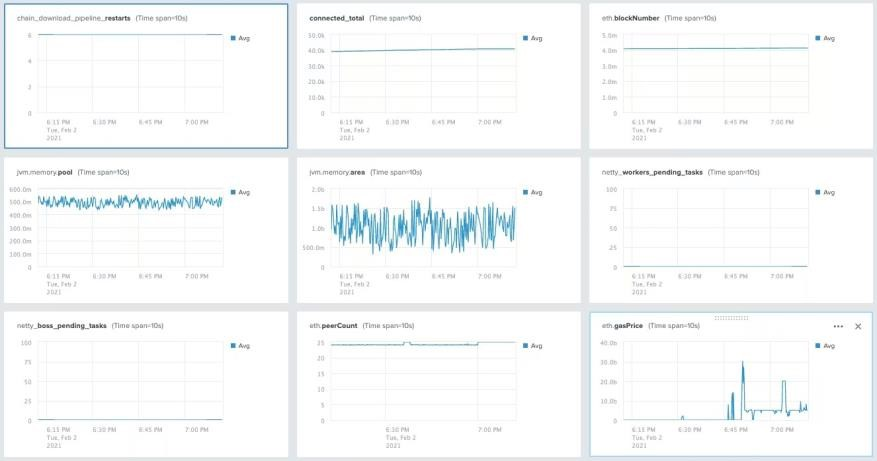 chain_download_pipeline_restarts (Time span=10s)
6
4
2
0
Avg
6:15 PM 6:30 PM 6:45 PM 7:00 PM
Tue, Feb 2
2021
connected_total (Time span=10s)
50.0k
40.0k
30.0k
20.0k
10.0k
0
Avg
6:15 PM 6:30 PM 6:45 PM 7:00 PM
Tue, Feb 2
2021
eth.blockNumber (Time span=10s)
5.0m
4.0m
3.0m
2.0m
1.0m
0
Avg
6:15 PM 6:30 PM 6:45 PM 7:00 PM
Tue, Feb 2
2021
jvm.memory.pool (Time span=10s)
600.0m
500.0m
400.0m
300.0m
200.0m
100.0m
0
Avg
6:15 PM 6:30 PM 6:45 PM 7:00 PM
Tue, Feb 2
2021
jvm.memory.area (Time span=10s)
2.0b
1.5b
1.0b
500.0m
0
Avg
6:15 PM 6:30 PM 6:45 PM 7:00 PM
Tue, Feb 2
2021
netty_workers_pending_tasks (Time span=10s)
100
75
50
25
0
Avg
6:15 PM 6:30 PM 6:45 PM 7:00 PM
Tue, Feb 2
2021
netty_boss_pending_tasks (Time span=10s)
100
75
50
25
0
Avg
6:15 PM 6:30 PM 6:45 PM 7:00 PM
Tue, Feb 2
2021
eth.peerCount (Time span=10s)
25
20
15
10
5
0
Avg
6:30 PM 7:00 PM
Tue, Feb 2
2021
eth.gasPrice (Time span=10s)
40.0b
30.0b
20.0b
10.0b
0
Avg
6:15 PM 6:30 PM 6:45 PM 7:00 PM
Tue, Feb 2
2021